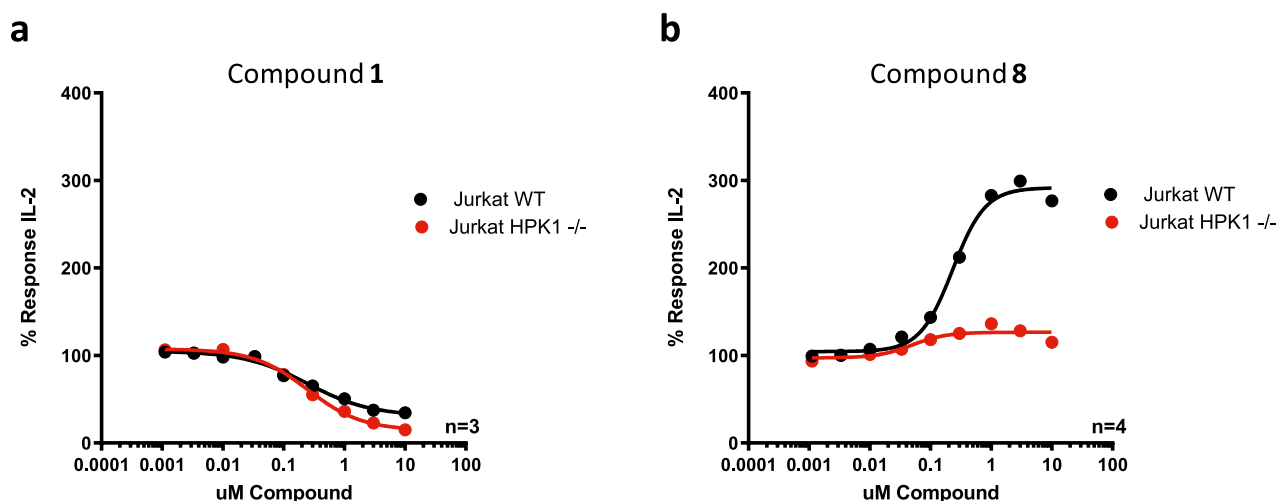 a
Compound 1
% Response IL-2
400
300
200
100
0
Jurkat WT
Jurkat HPK1 -/-
n=3
0.0001 0.001 0.01 0.1 1 10 100
uM Compound
b
Compound 8
% Response IL-2
400
300
200
100
0
Jurkat WT
Jurkat HPK1 -/-
n=4
0.0001 0.001 0.01 0.1 1 10 100
uM Compound